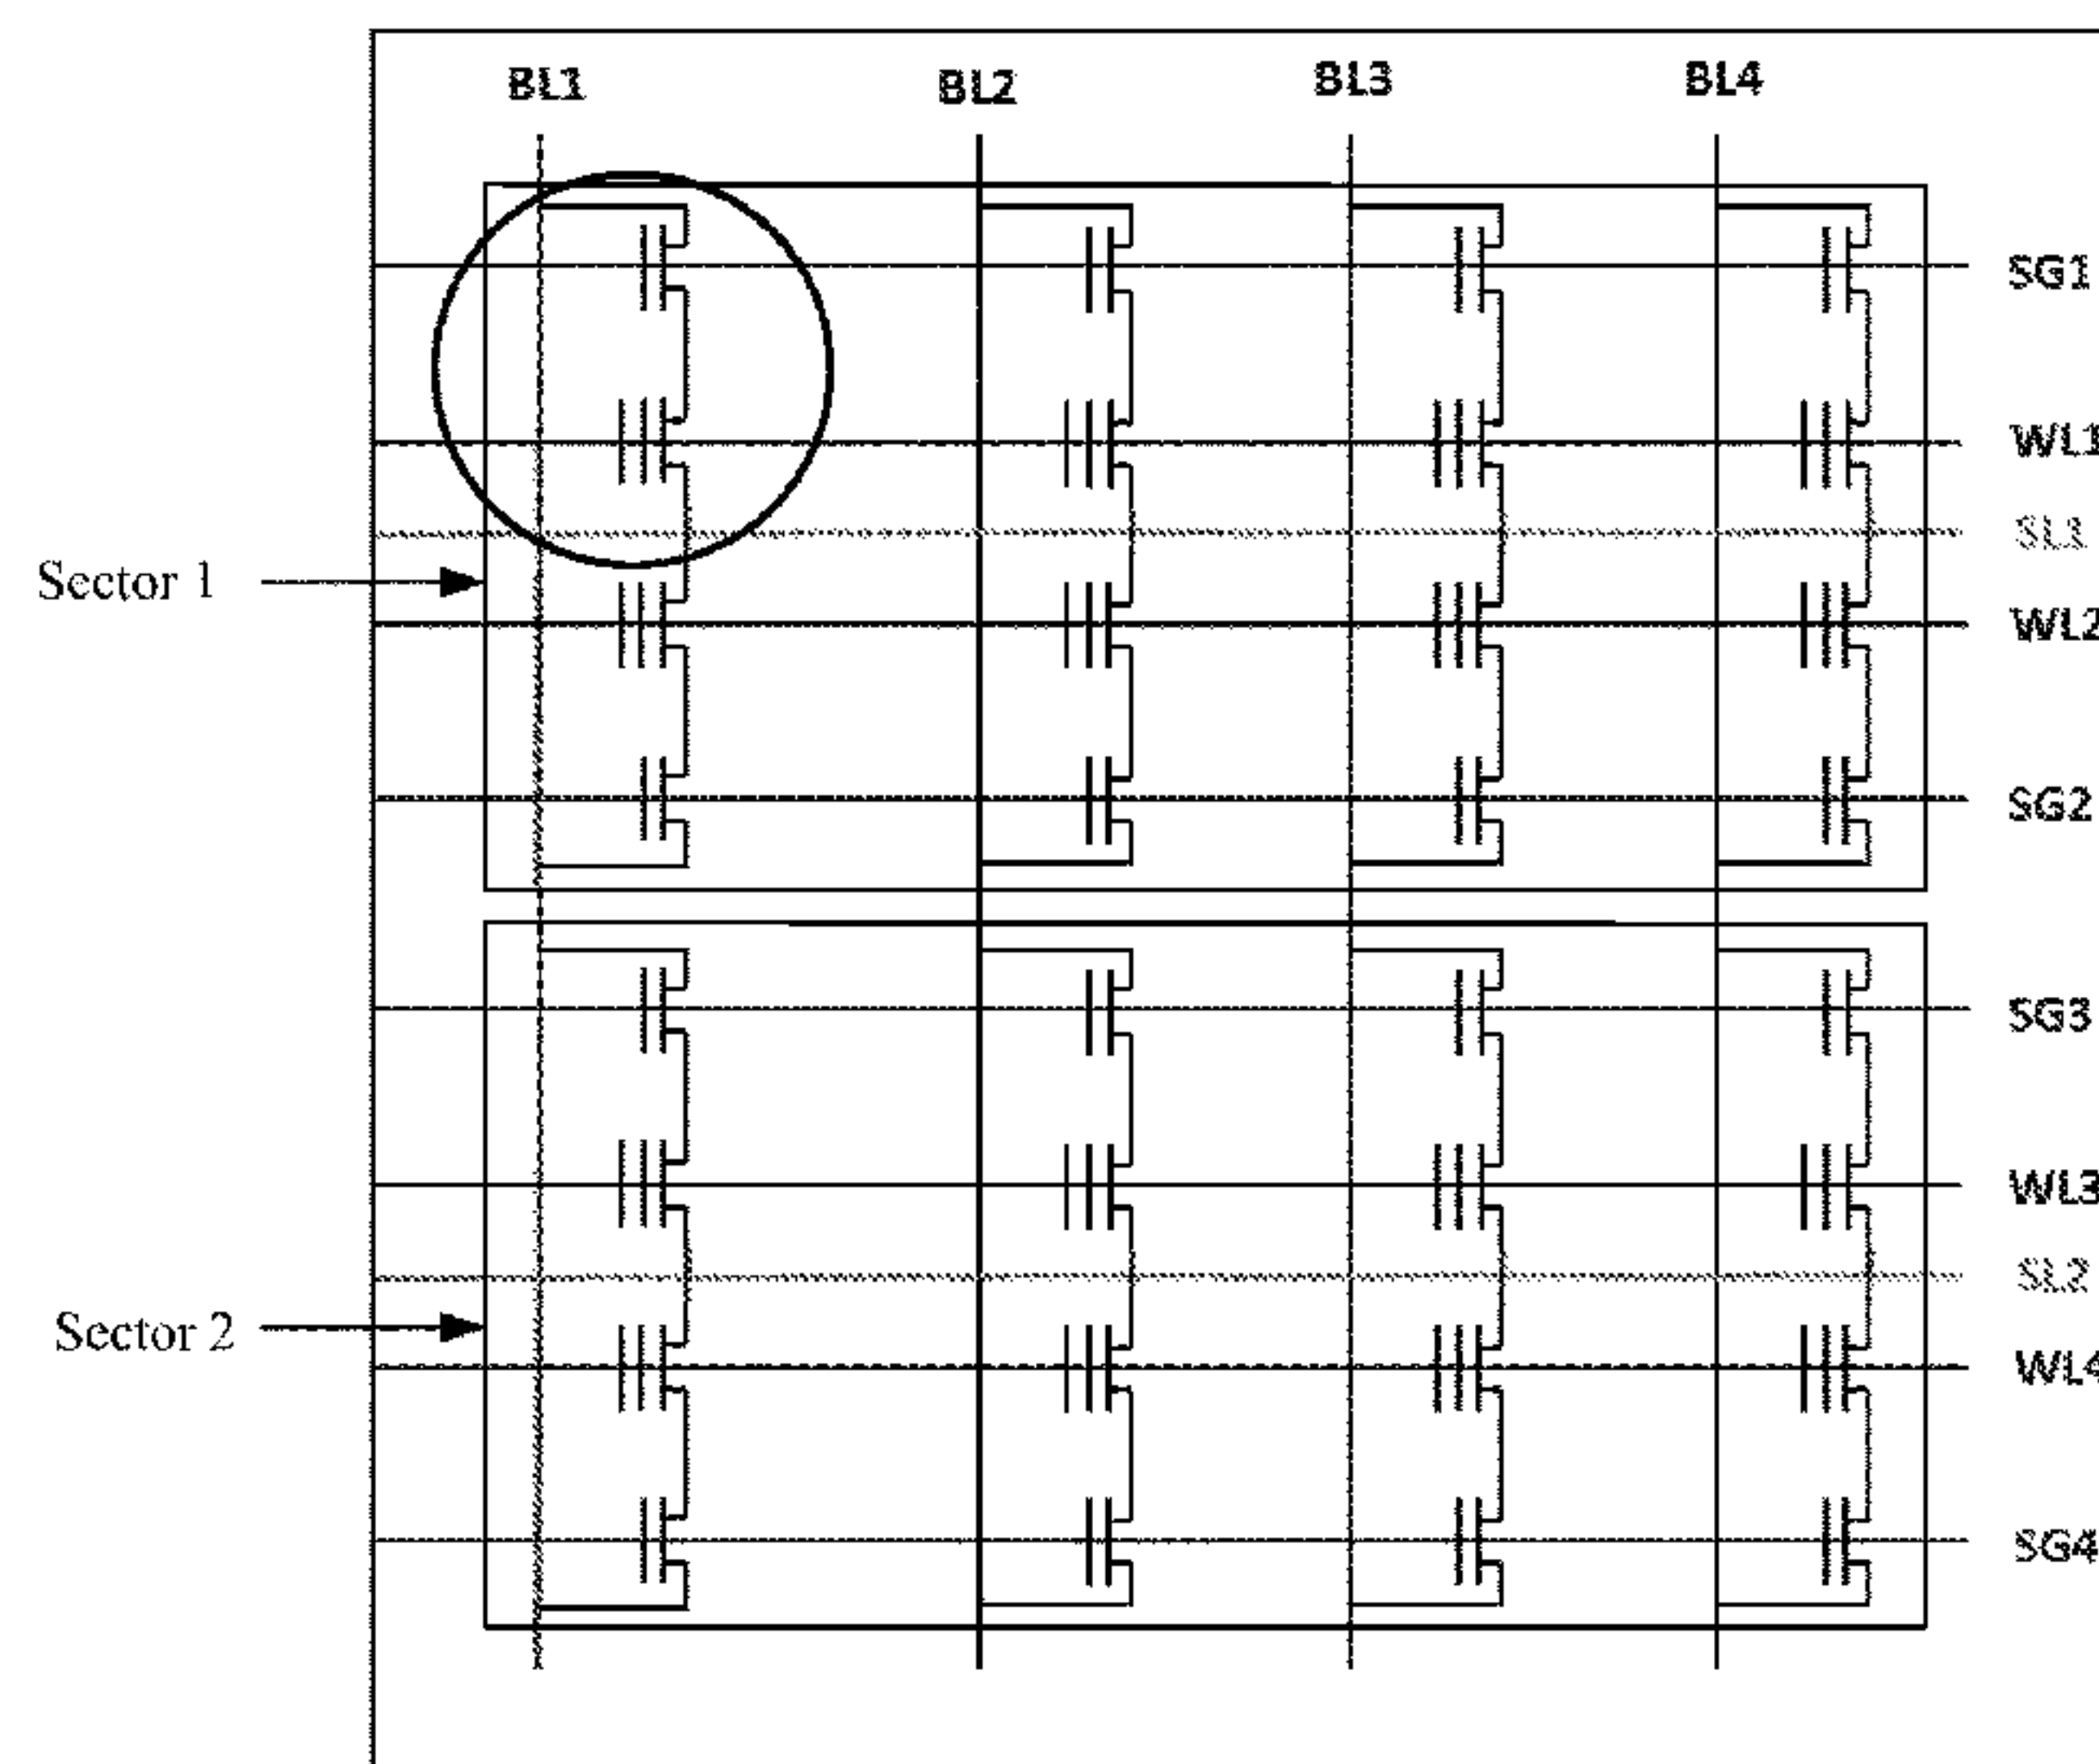 BL1 BL2 BL3 BL4
SG1
WL1
SL1
Sector 1
WL2
SG2
SG3
WL3
SL2
Sector 2
WL4
SG4